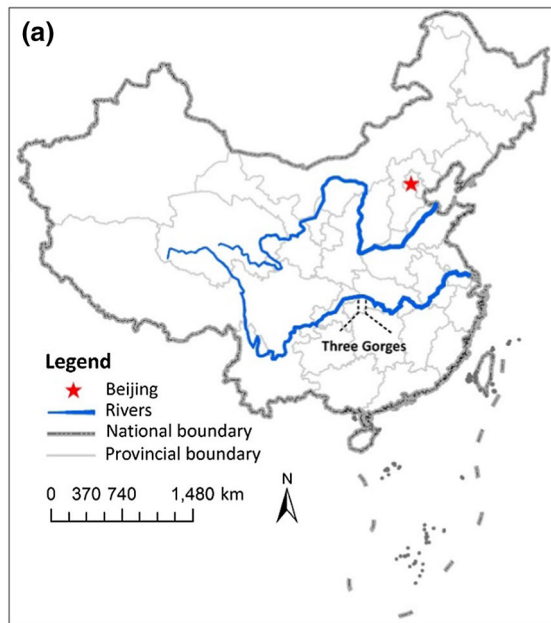 (a)
Three Gorges
Legend
Beijing
Rivers
National boundary
Provincial boundary
0 370 740 1,480 km
N